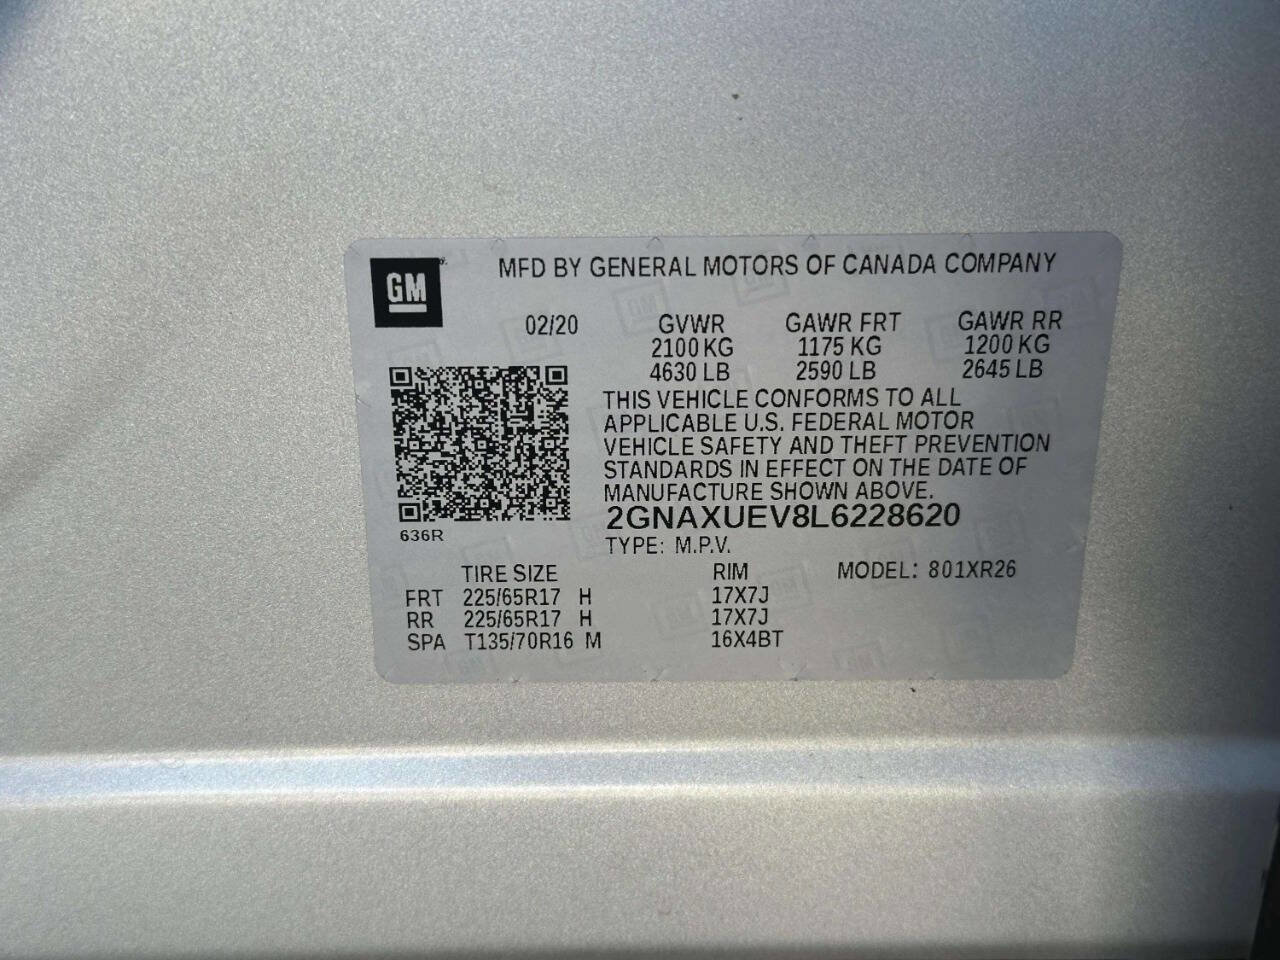 GM
MFD BY GENERAL MOTORS OF CANADA COMPANY
02/20 GVWR GAWR FRT GAWR RR
2100 KG 1175 KG 1200 KG
4630 LB 2590 LB 2645 LB
THIS VEHICLE CONFORMS TO ALL
APPLICABLE U.S. FEDERAL MOTOR
VEHICLE SAFETY AND THEFT PREVENTION
STANDARDS IN EFFECT ON THE DATE OF
MANUFACTURE SHOWN ABOVE.
2GNAXUEV8L6228620
636R
TYPE: M.P.V.
TIRE SIZE RIM MODEL: 801XR26
FRT 225/65R17 H 17X7J
RR 225/65R17 H 17X7J
SPA T135/70R16 M 16X4BT